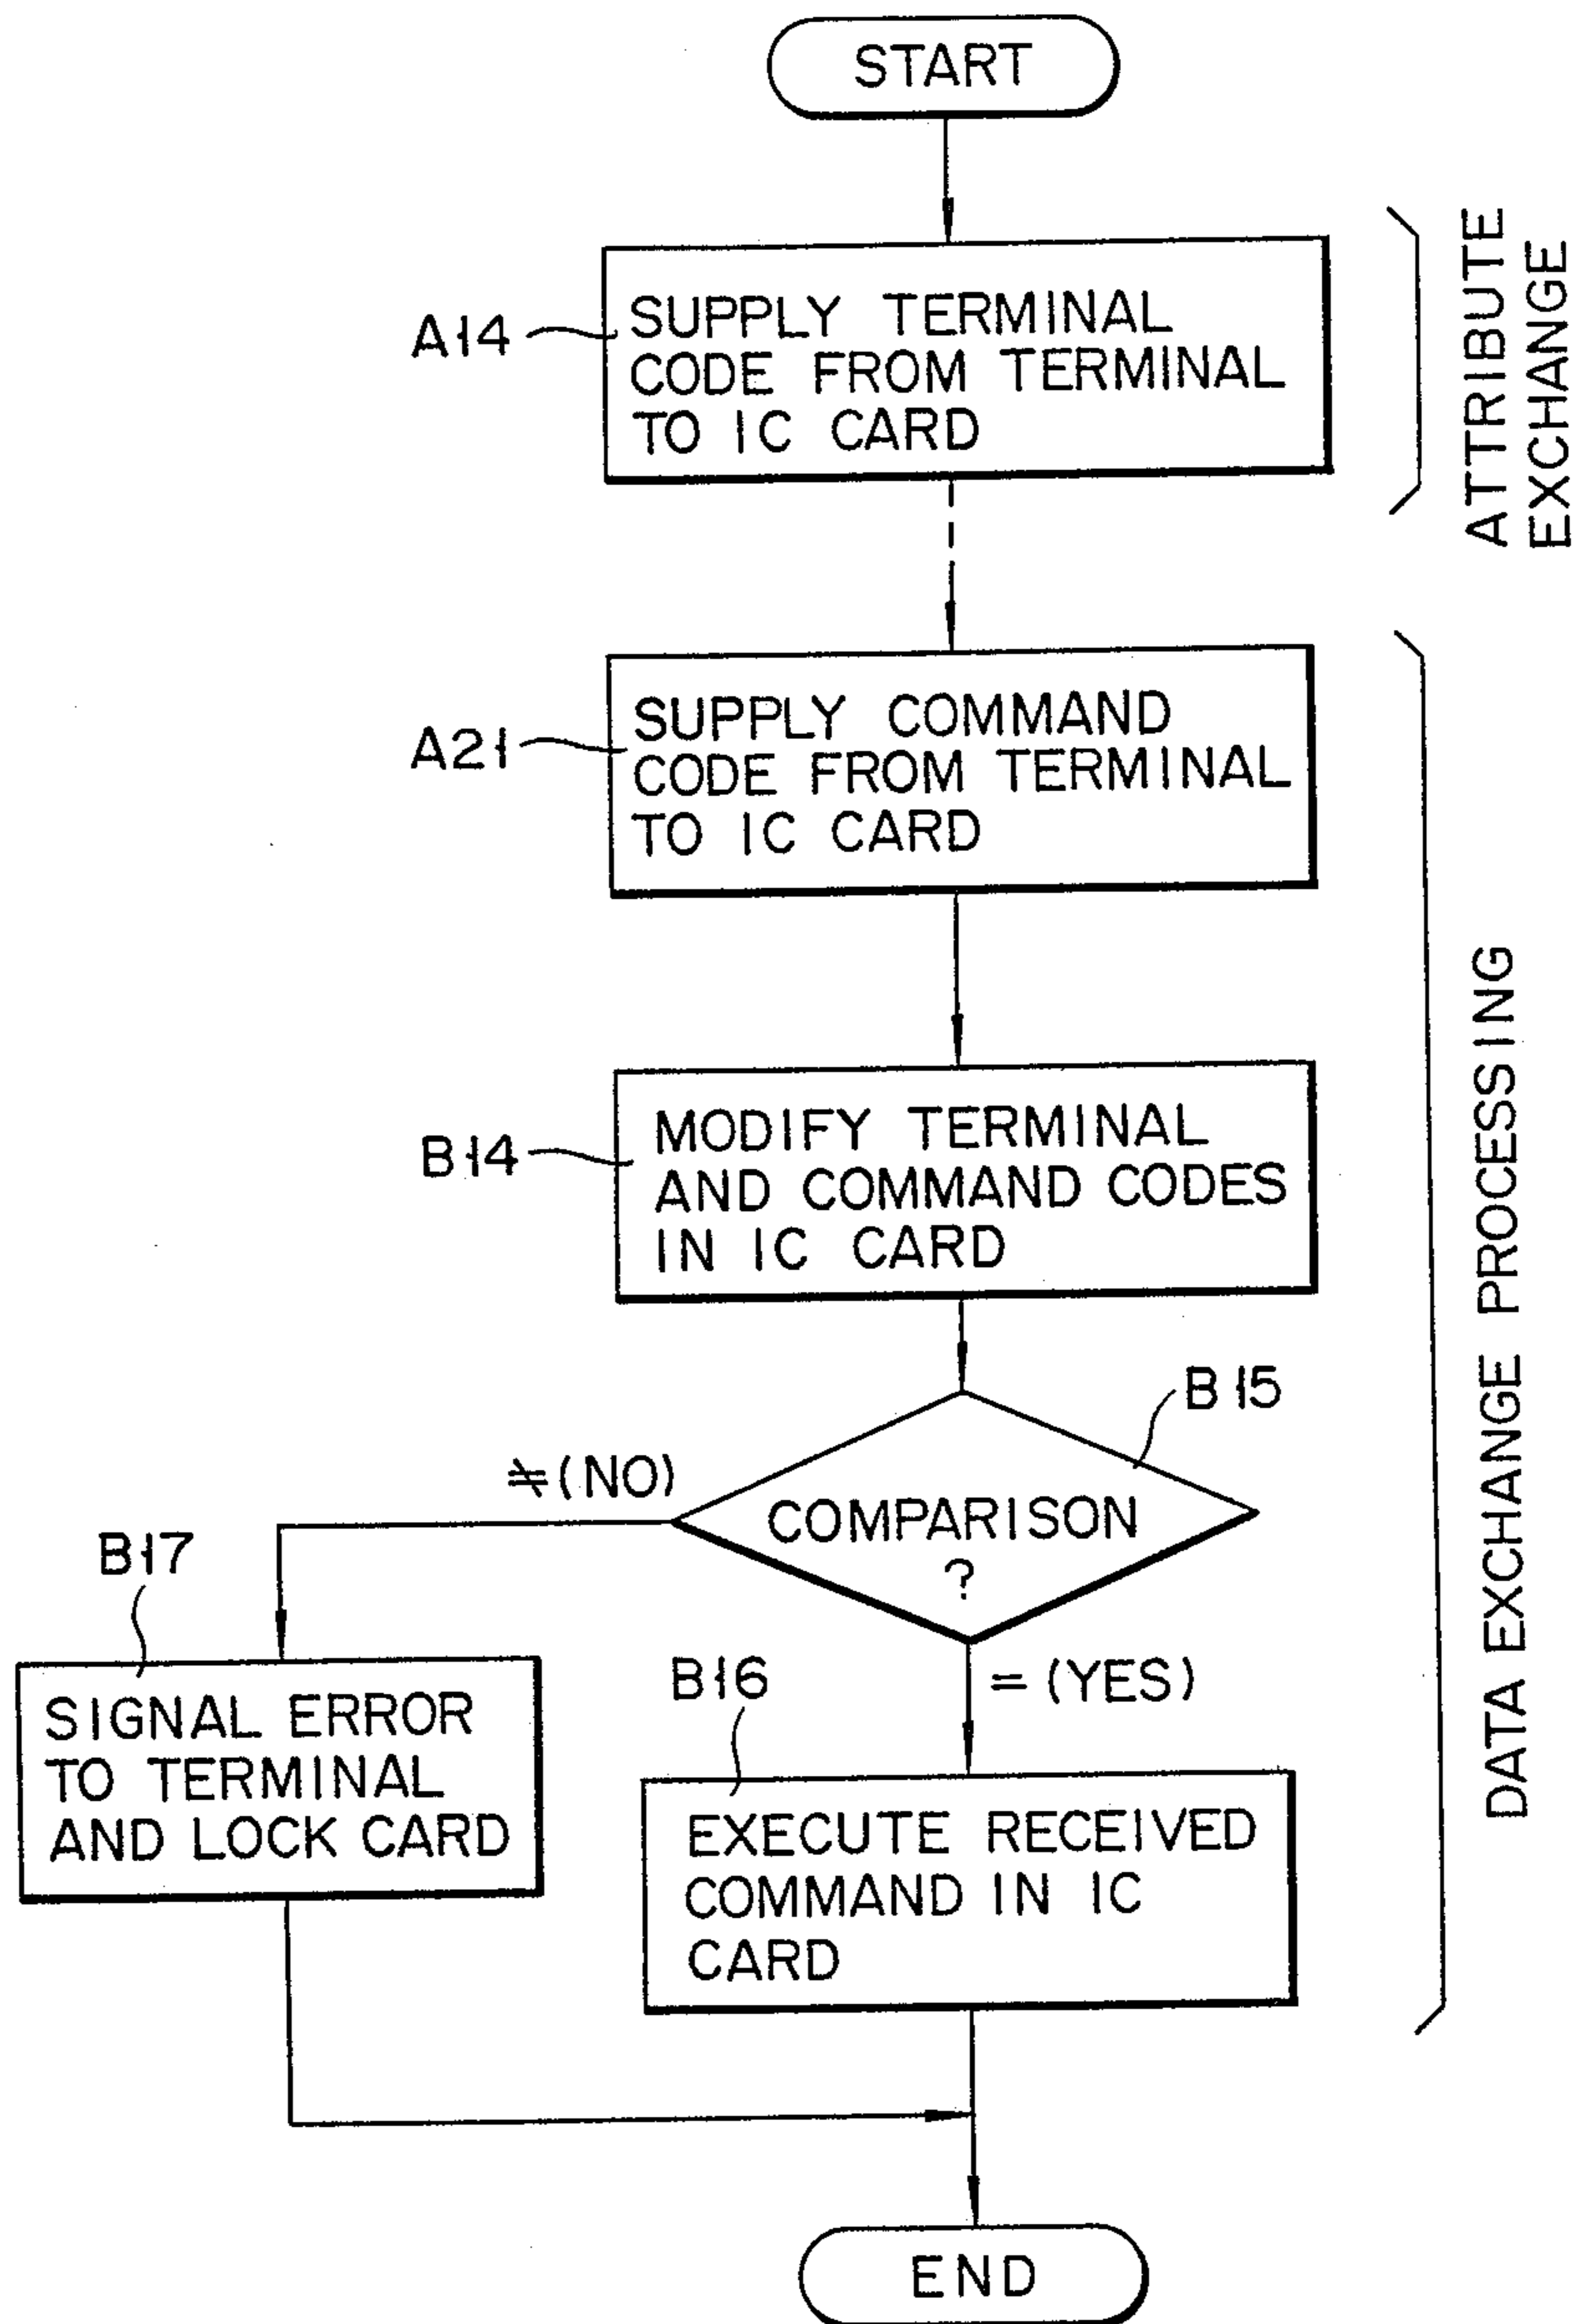 START
A14
SUPPLY TERMINAL
CODE FROM TERMINAL
TO IC CARD
ATTRIBUTE
EXCHANGE
A21
SUPPLY COMMAND
CODE FROM TERMINAL
TO IC CARD
B14
MODIFY TERMINAL
AND COMMAND CODES
IN IC CARD
B15
COMPARISON
?
≠(NO)
= (YES)
B17
SIGNAL ERROR
TO TERMINAL
AND LOCK CARD
B16
EXECUTE RECEIVED
COMMAND IN IC
CARD
DATA EXCHANGE PROCESSING
END